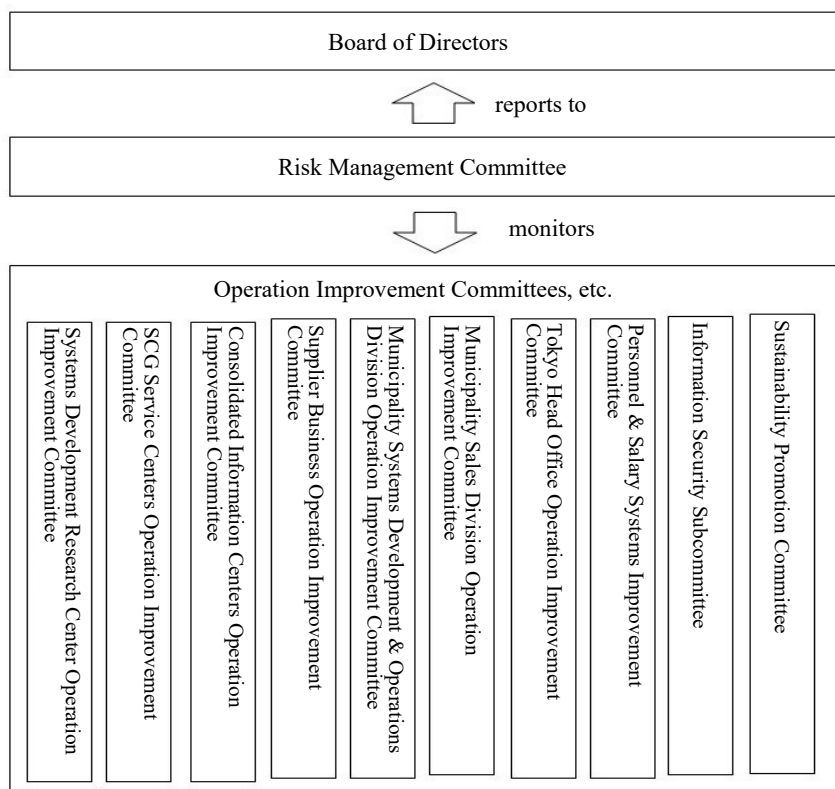 Board of Directors
reports to
Risk Management Committee
monitors
Operation Improvement Committees, etc.
Systems Development Research Center Operation
Improvement Committee
SCG Service Centers Operation Improvement
Committee
Consolidated Information Centers Operation
Improvement Committee
Supplier Business Operation Improvement
Committee
Municipality Systems Development & Operations
Division Operation Improvement Committee
Municipality Sales Division Operation
Improvement Committee
Tokyo Head Office Operation Improvement
Committee
Personnel & Salary Systems Improvement
Committee
Information Security Subcommittee
Sustainability Promotion Committee